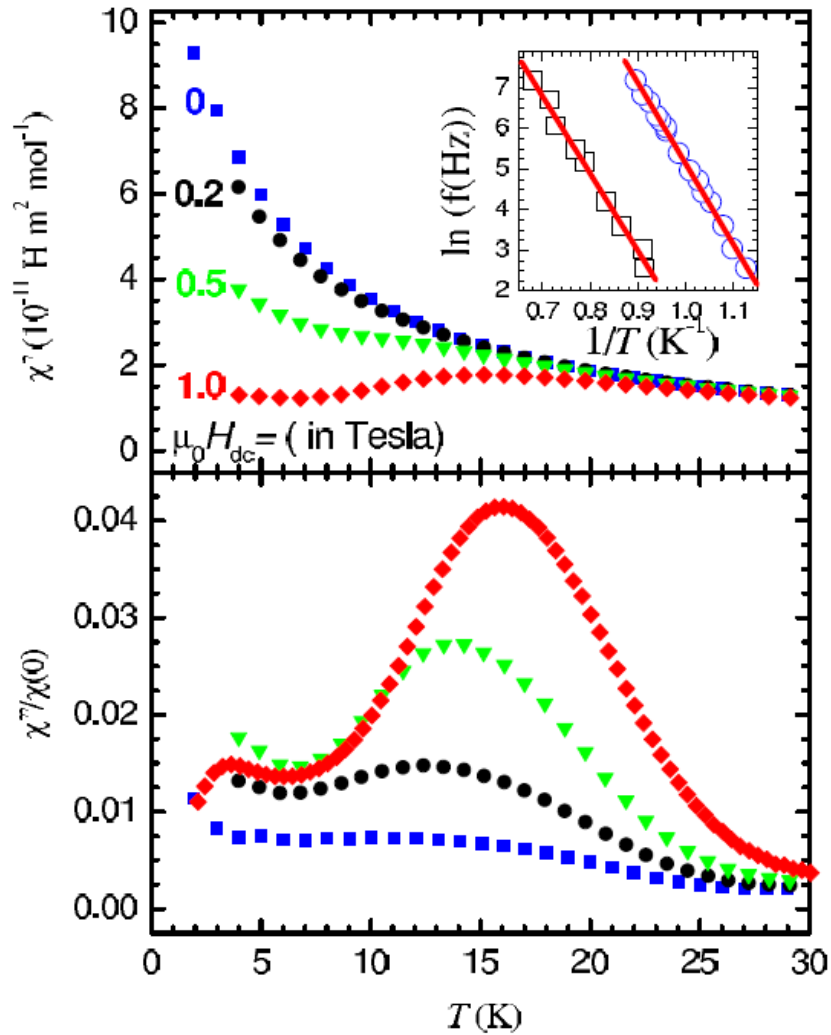 10
8
6
4
2
0
χ' (10⁻¹¹ H m² mol⁻¹)
0
0.2
0.5
1.0
μ₀H_dc = ( in Tesla)
7
6
5
4
3
2
ln (f(Hz))
0.7 0.8 0.9 1.0 1.1
1/T (K⁻¹)
0.04
0.03
0.02
0.01
0.00
χ"/χ(0)
0 5 10 15 20 25 30
T (K)